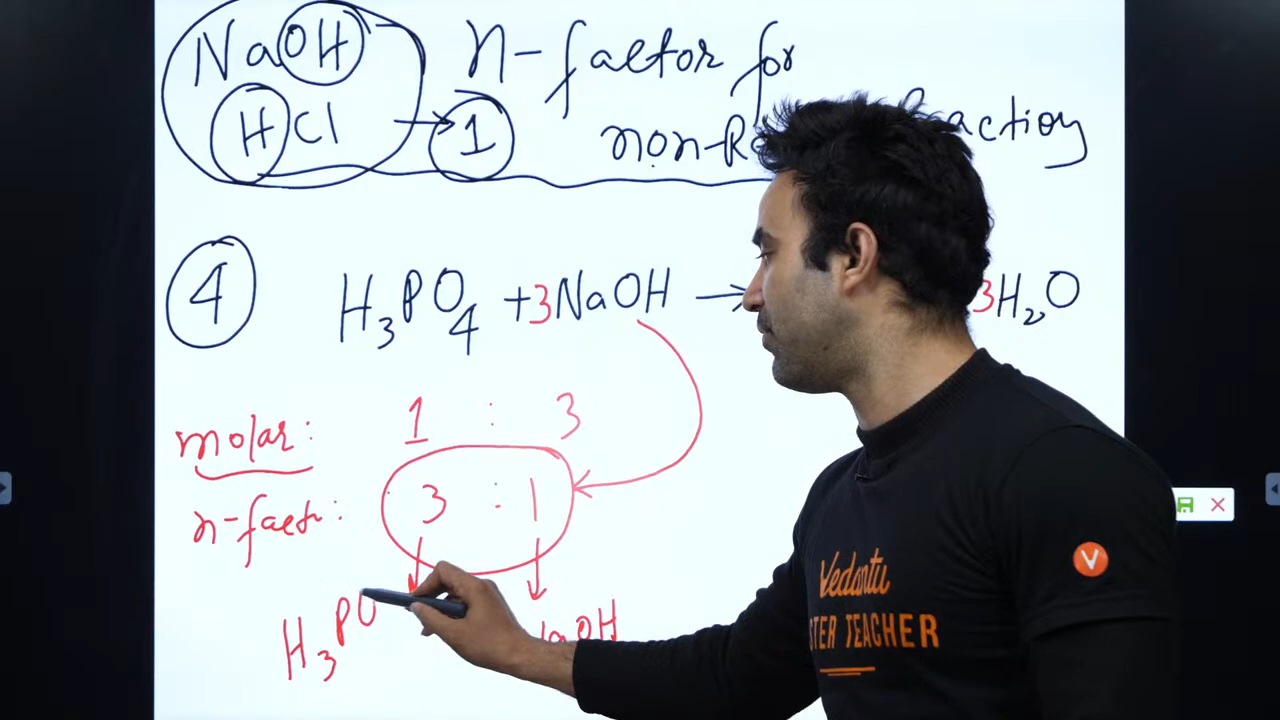 NaOH n-factor for
HCl → 1 non-R action
4 H₃PO₄ + 3NaOH → 3H₂O
molar: 1 : 3
n-fact: : 3 : 1
H₃PO aOH
Vedantu
STER TEACHER
V